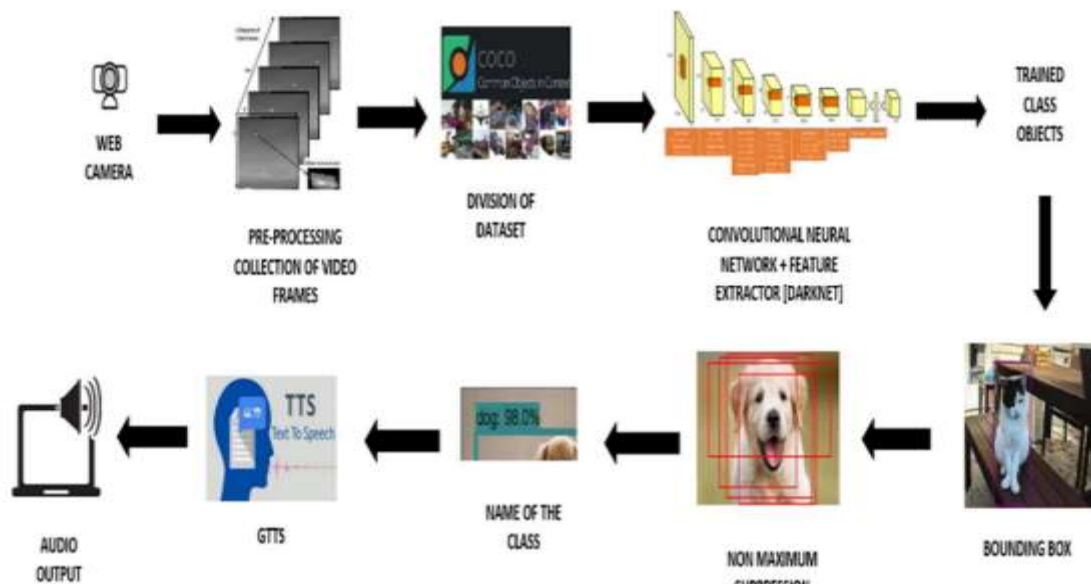 WEB
CAMERA
PRE-PROCESSING
COLLECTION OF VIDEO
FRAMES
COCO
Common Objects in Context
DIVISION OF
DATASET
CONVOLUTIONAL NEURAL
NETWORK + FEATURE
EXTRACTOR [DARKNET]
TRAINED
CLASS
OBJECTS
BOUNDING BOX
NON MAXIMUM
SUPPRESSION
dog: 98.0%
NAME OF THE
CLASS
TTS
Text To Speech
GTTS
AUDIO
OUTPUT